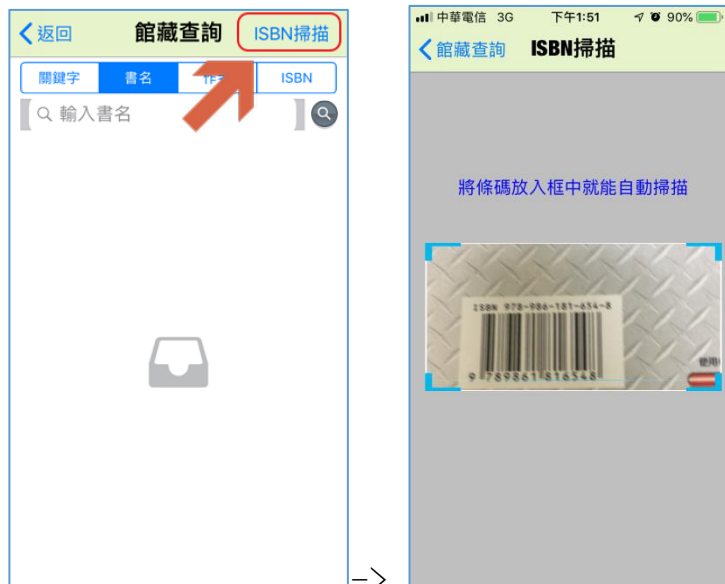 返回 館藏查詢 ISBN掃描
關鍵字 書名 ISBN
輸入書名
->
中華電信 3G 下午1:51 90%
館藏查詢 ISBN掃描
將條碼放入框中就能自動掃描
ISBN 978-986-181-654-8
9 789861 816548
使用